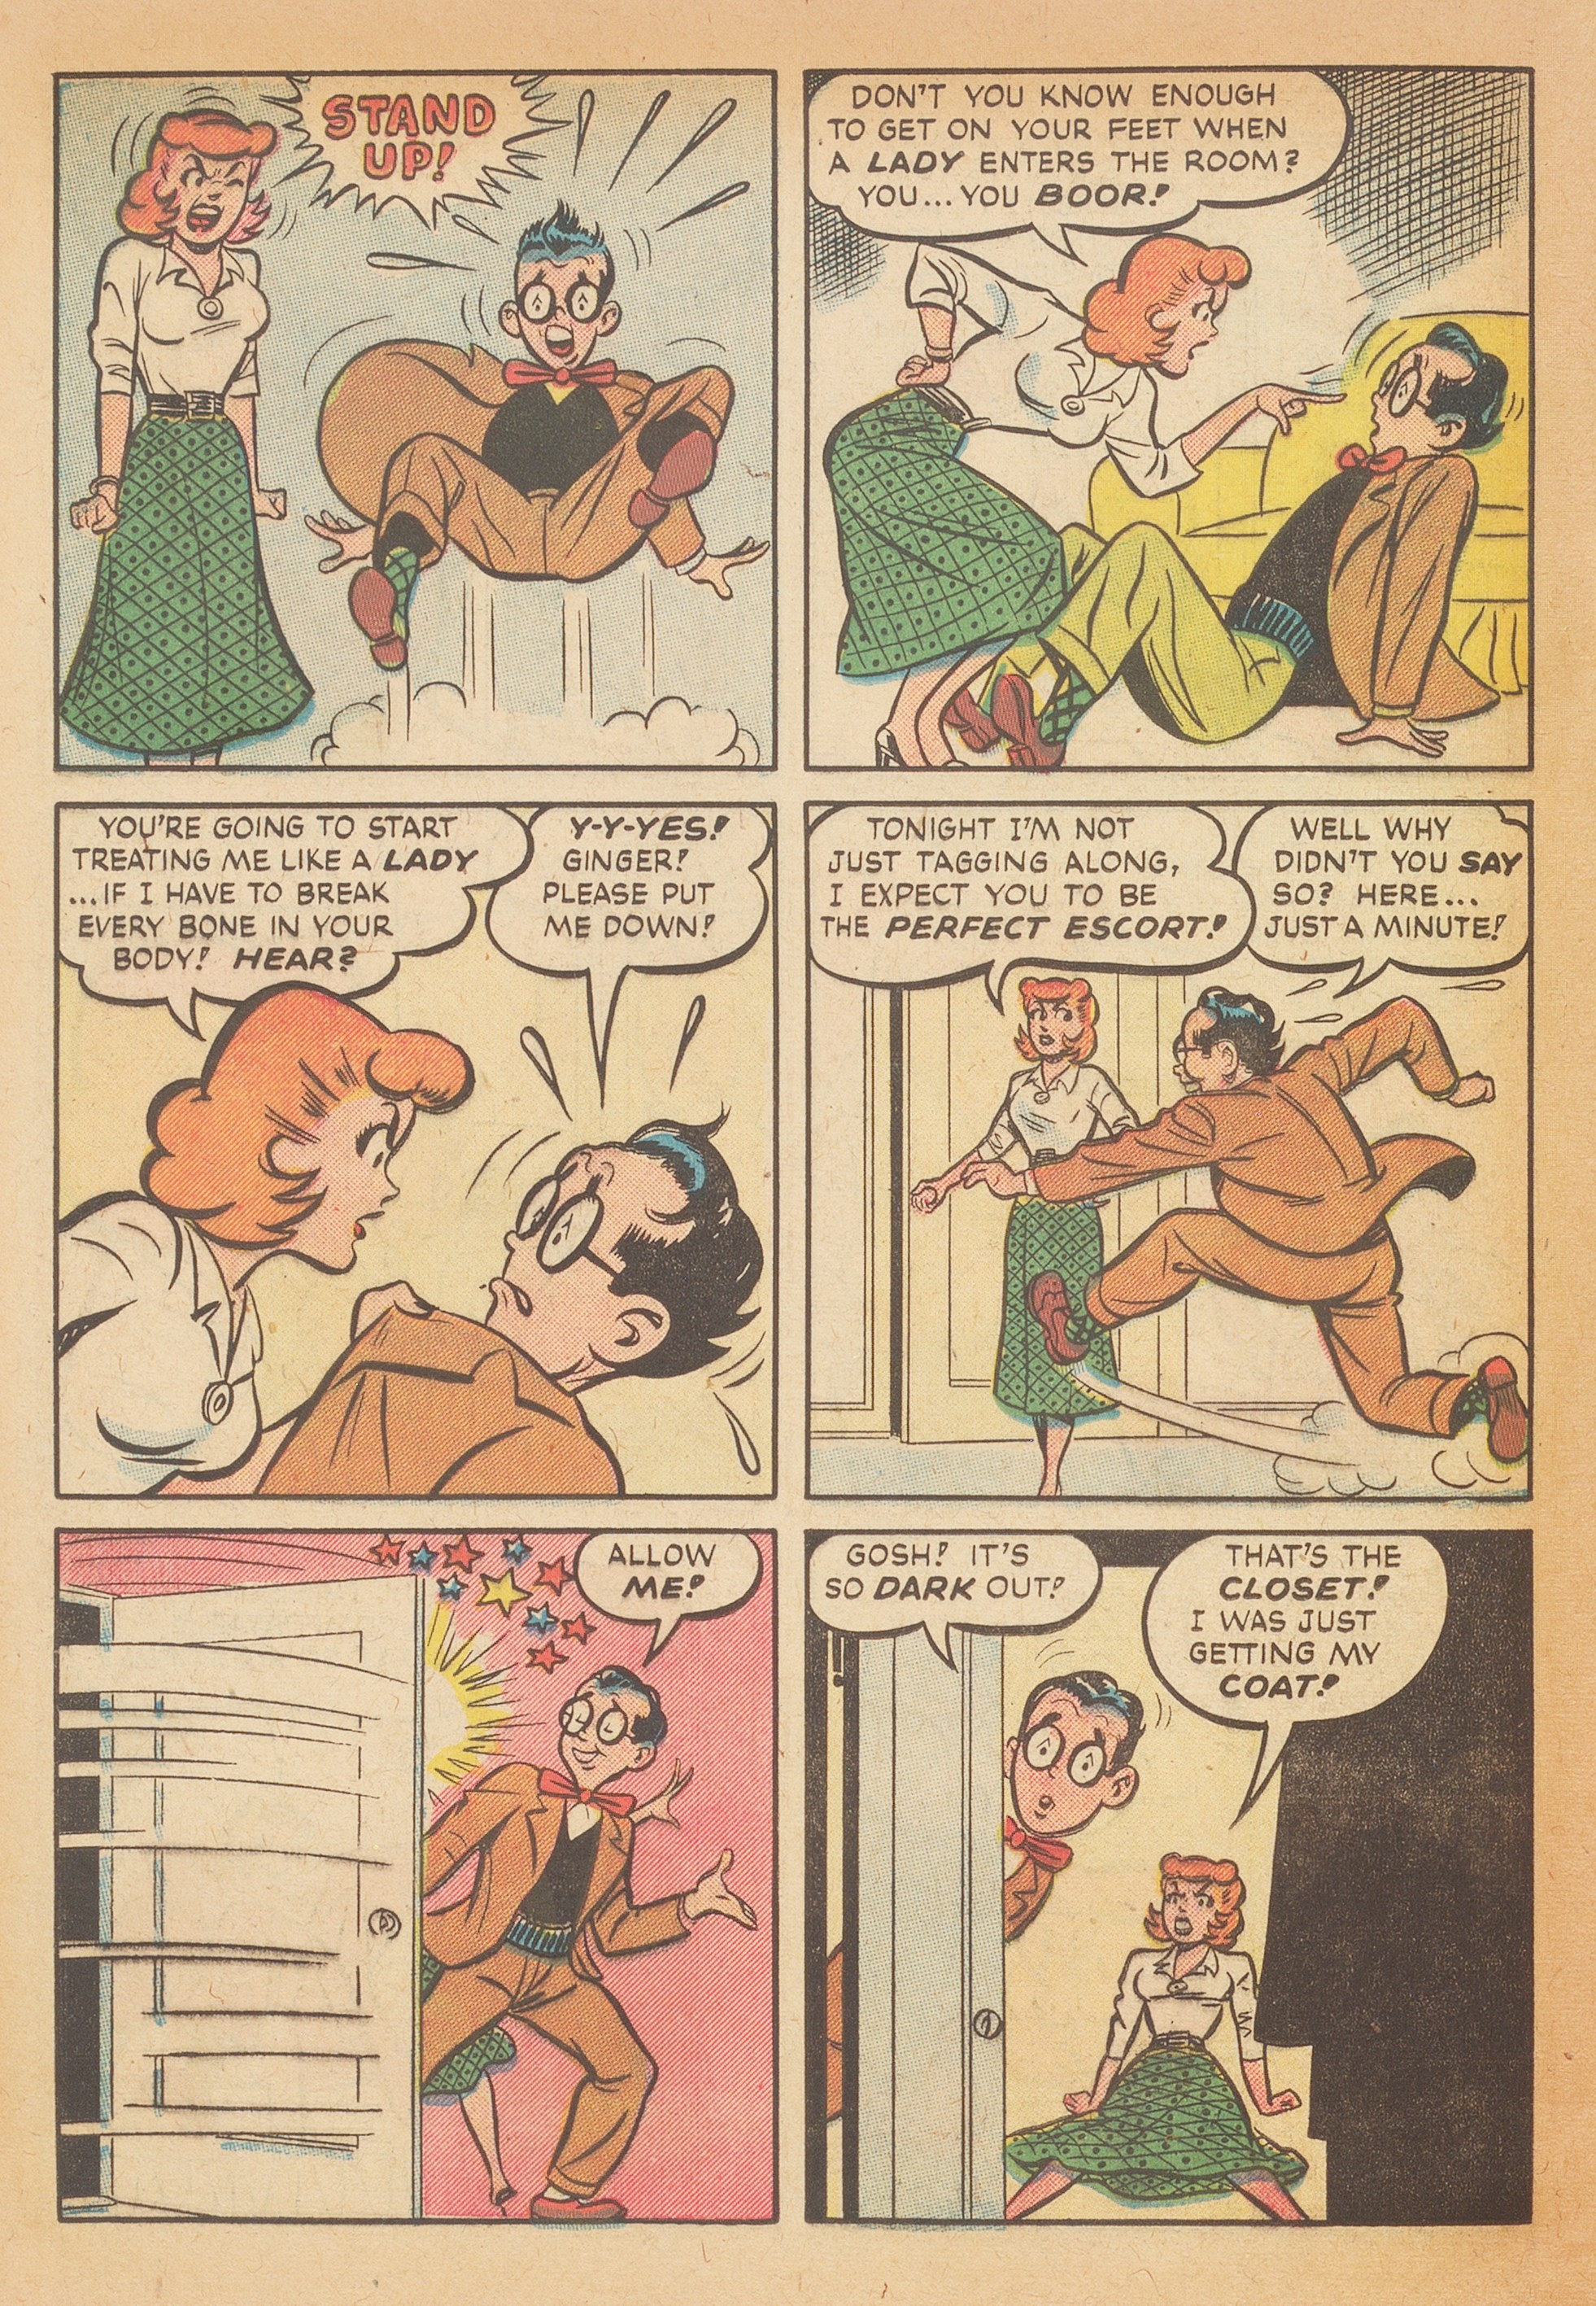 STAND
UP!
DON'T YOU KNOW ENOUGH
TO GET ON YOUR FEET WHEN
A LADY ENTERS THE ROOM?
YOU...YOU BOOR!
YOU'RE GOING TO START
TREATING ME LIKE A LADY
...IF I HAVE TO BREAK
EVERY BONE IN YOUR
BODY! HEAR?
Y-Y-YES!
GINGER!
PLEASE PUT
ME DOWN!
TONIGHT I'M NOT
JUST TAGGING ALONG,
I EXPECT YOU TO BE
THE PERFECT ESCORT!
WELL WHY
DIDN'T YOU SAY
SO? HERE...
JUST A MINUTE!
ALLOW
ME!
GOSH! IT'S
SO DARK OUT!
THAT'S THE
CLOSET!
I WAS JUST
GETTING MY
COAT!